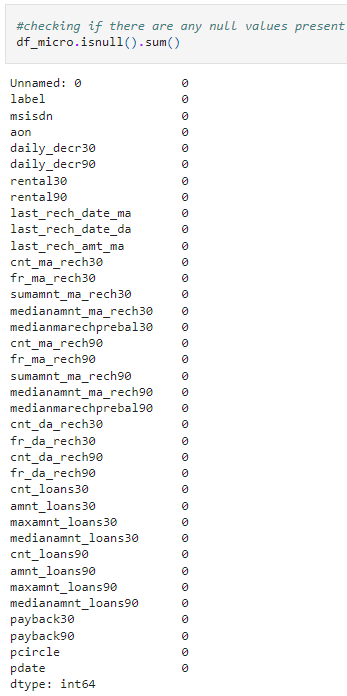 #checking if there are any null values present
df_micro.isnull().sum()
Unnamed: 0 0
label 0
msisdn 0
aon 0
daily_decr30 0
daily_decr90 0
rental30 0
rental90 0
last_rech_date_ma 0
last_rech_date_da 0
last_rech_amt_ma 0
cnt_ma_rech30 0
fr_ma_rech30 0
sumamnt_ma_rech30 0
medianamnt_ma_rech30 0
medianmarechprebal30 0
cnt_ma_rech90 0
fr_ma_rech90 0
sumamnt_ma_rech90 0
medianamnt_ma_rech90 0
medianmarechprebal90 0
cnt_da_rech30 0
fr_da_rech30 0
cnt_da_rech90 0
fr_da_rech90 0
cnt_loans30 0
amnt_loans30 0
maxamnt_loans30 0
medianamnt_loans30 0
cnt_loans90 0
amnt_loans90 0
maxamnt_loans90 0
medianamnt_loans90 0
payback30 0
payback90 0
pcircle 0
pdate 0
dtype: int64